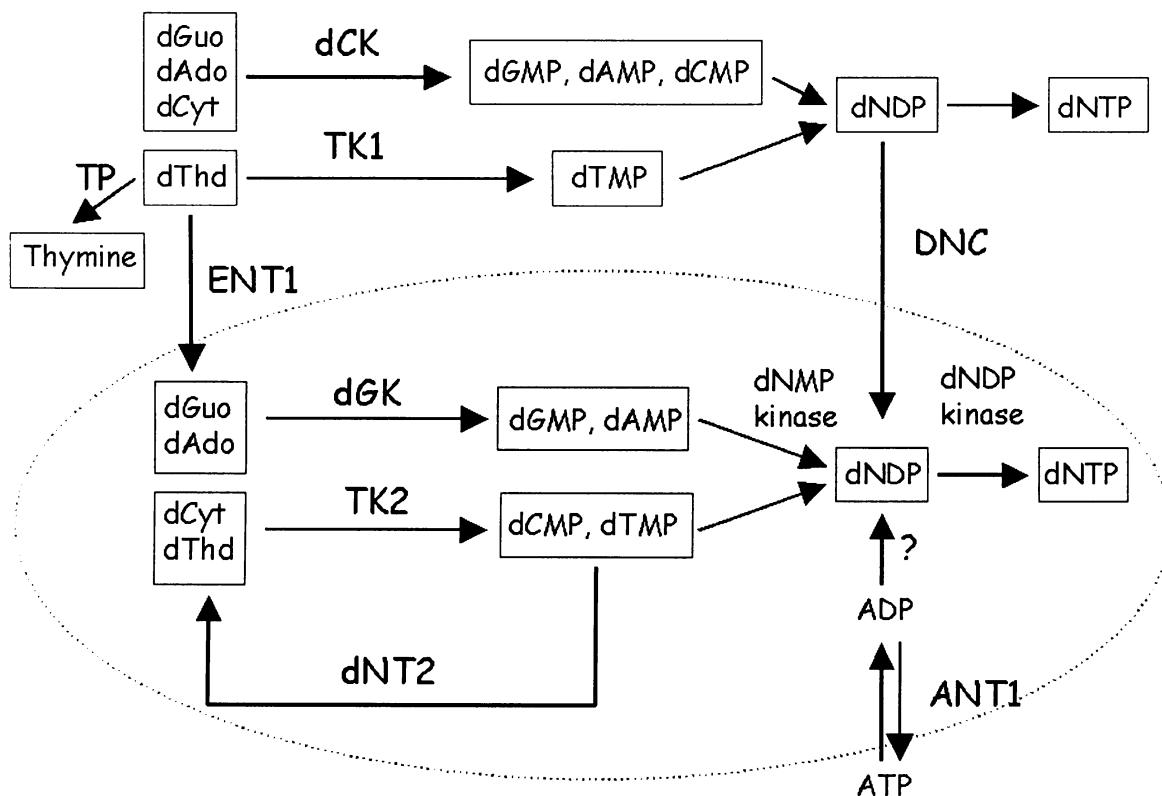 dGuo
dAdo
dCyt
dCK
dGMP, dAMP, dCMP
dNDP
dNTP
TP
dThd
TK1
dTMP
Thymine
ENT1
DNC
dGuo
dAdo
dGK
dGMP, dAMP
dNMP
kinase
dNDP
kinase
dNDP
dNTP
dCyt
dThd
TK2
dCMP, dTMP
?
ADP
dNT2
ANT1
ATP